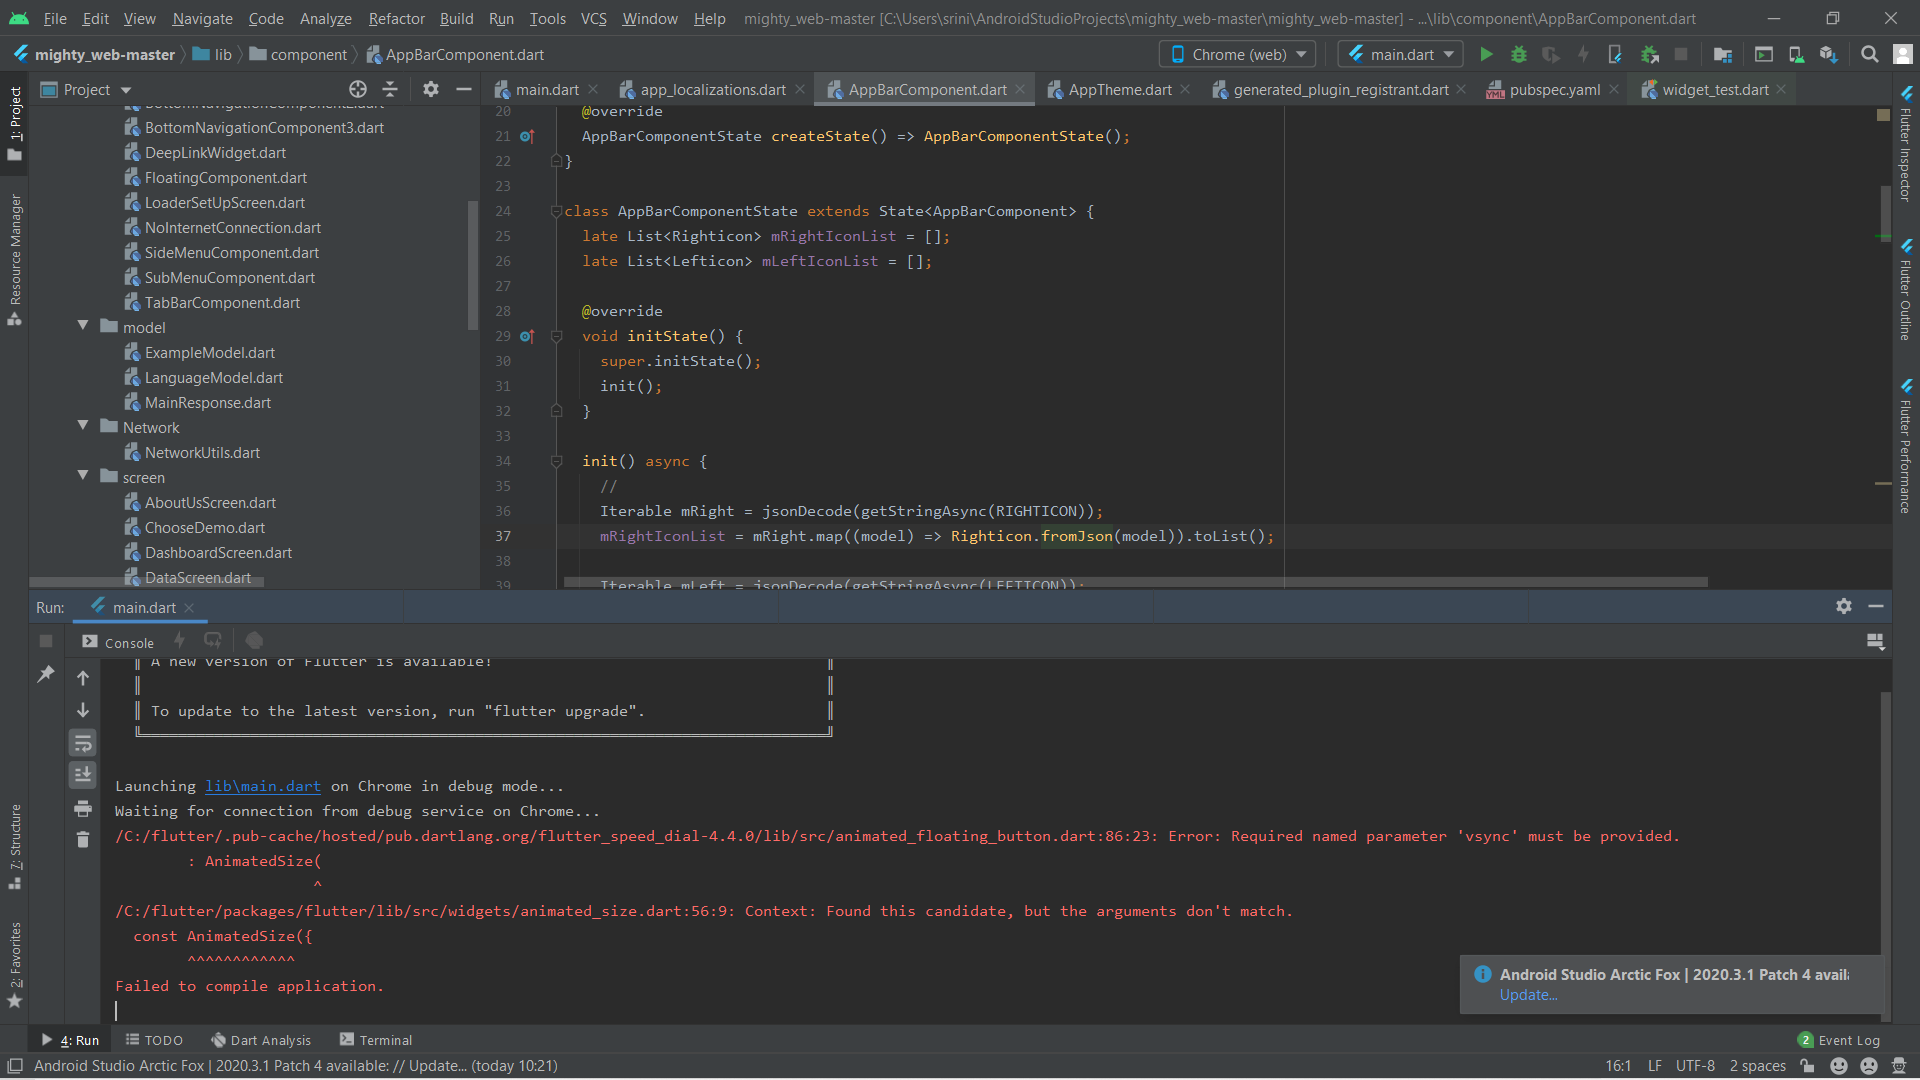 File Edit View Navigate Code Analyze Refactor Build Run Tools VCS Window Help mighty_web-master [C:\Users\srini\AndroidStudioProjects\mighty_web-master\mighty_web-master] - ...\lib\component\AppBarComponent.dart
mighty_web-master lib component AppBarComponent.dart Chrome (web) main.dart
Project main.dart app_localizations.dart AppBarComponent.dart AppTheme.dart generated_plugin_registrant.dart pubspec.yaml widget_test.dart
1: Project
Resource Manager
7: Structure
2: Favorites
BottomNavigationComponent2.dart
BottomNavigationComponent3.dart
DeepLinkWidget.dart
FloatingComponent.dart
LoaderSetUpScreen.dart
NoInternetConnection.dart
SideMenuComponent.dart
SubMenuComponent.dart
TabBarComponent.dart
model
ExampleModel.dart
LanguageModel.dart
MainResponse.dart
Network
NetworkUtils.dart
screen
AboutUsScreen.dart
ChooseDemo.dart
DashboardScreen.dart
DataScreen.dart
20 @override
21 AppBarComponentState createState() => AppBarComponentState();
22 }
23
24 class AppBarComponentState extends State<AppBarComponent> {
25 late List<Righticon> mRightIconList = [];
26 late List<Lefticon> mLeftIconList = [];
27
28 @override
29 void initState() {
30 super.initState();
31 init();
32 }
33
34 init() async {
35 //
36 Iterable mRight = jsonDecode(getStringAsync(RIGHTICON));
37 mRightIconList = mRight.map((model) => Righticon.fromJson(model)).toList();
38
39 Iterable mLeft = jsonDecode(getStringAsync(LEFTICON));
Flutter Inspector
Flutter Outline
Flutter Performance
Run: main.dart
Console
A new version of Flutter is available!
To update to the latest version, run "flutter upgrade".
Launching lib\main.dart on Chrome in debug mode...
Waiting for connection from debug service on Chrome...
/C:/flutter/.pub-cache/hosted/pub.dartlang.org/flutter_speed_dial-4.4.0/lib/src/animated_floating_button.dart:86:23: Error: Required named parameter 'vsync' must be provided.
: AnimatedSize(
^
/C:/flutter/packages/flutter/lib/src/widgets/animated_size.dart:56:9: Context: Found this candidate, but the arguments don't match.
const AnimatedSize({
^^^^^^^^^^^^
Failed to compile application.
Android Studio Arctic Fox | 2020.3.1 Patch 4 avail
Update...
4: Run TODO Dart Analysis Terminal 2 Event Log
Android Studio Arctic Fox | 2020.3.1 Patch 4 available: // Update... (today 10:21) 16:1 LF UTF-8 2 spaces